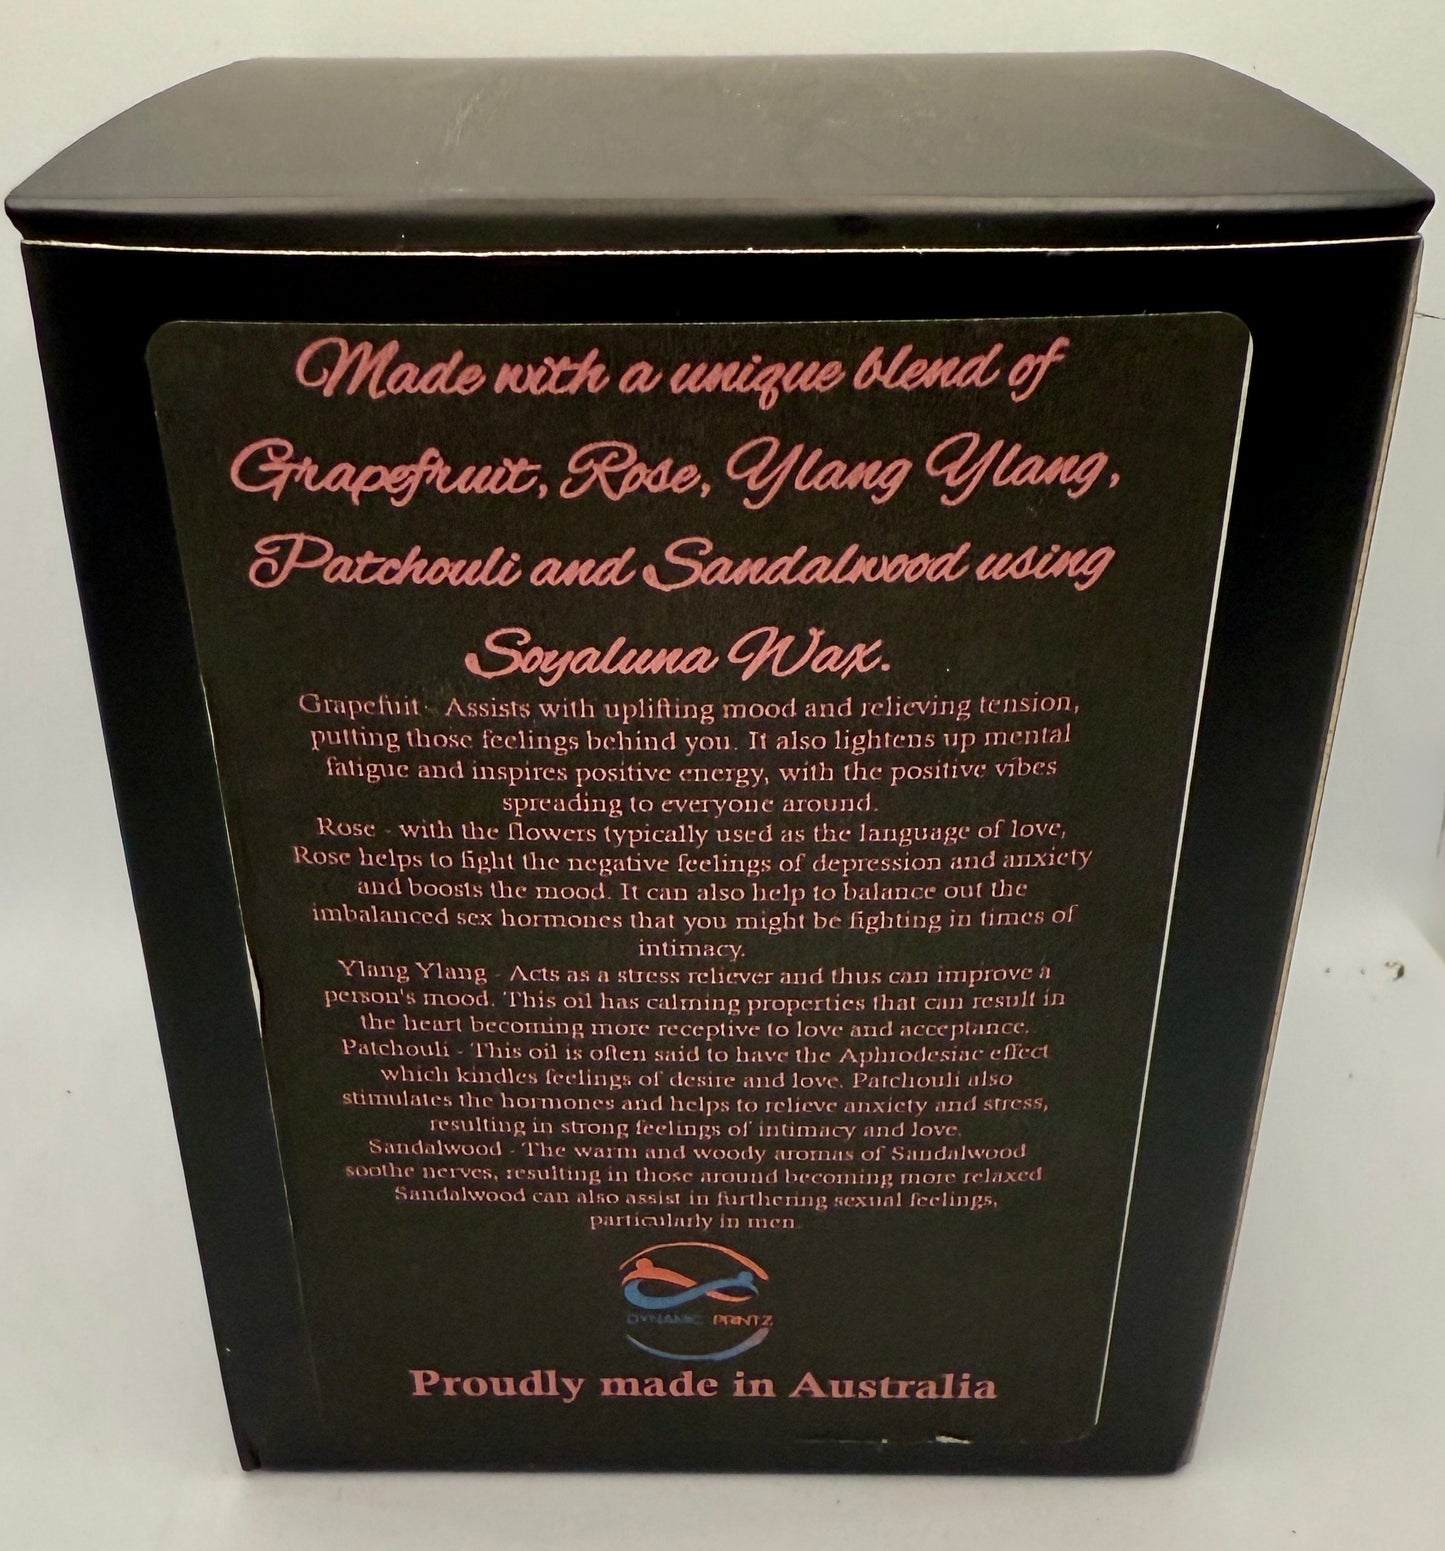 Made with a unique blend of
Grapefruit, Rose, Ylang Ylang,
Patchouli and Sandalwood using
Soyaluna Wax.
Grapefuit - Assists with uplifting mood and relieving tension,
putting those feelings behind you. It also lightens up mental
fatigue and inspires positive energy, with the positive vibes
spreading to everyone around.
Rose - with the flowers typically used as the language of love,
Rose helps to fight the negative feelings of depression and anxiety
and boosts the mood. It can also help to balance out the
imbalanced sex hormones that you might be fighting in times of
intimacy.
Ylang Ylang - Acts as a stress reliever and thus can improve a
person's mood. This oil has calming properties that can result in
the heart becoming more receptive to love and acceptance.
Patchouli - This oil is often said to have the Aphrodesiac effect
which kindles feelings of desire and love. Patchouli also
stimulates the hormones and helps to relieve anxiety and stress,
resulting in strong feelings of intimacy and love.
Sandalwood - The warm and woody aromas of Sandalwood
soothe nerves, resulting in those around becoming more relaxed
Sandalwood can also assist in furthering sexual feelings,
particularly in men.
DYNAMIC PRINTZ
Proudly made in Australia